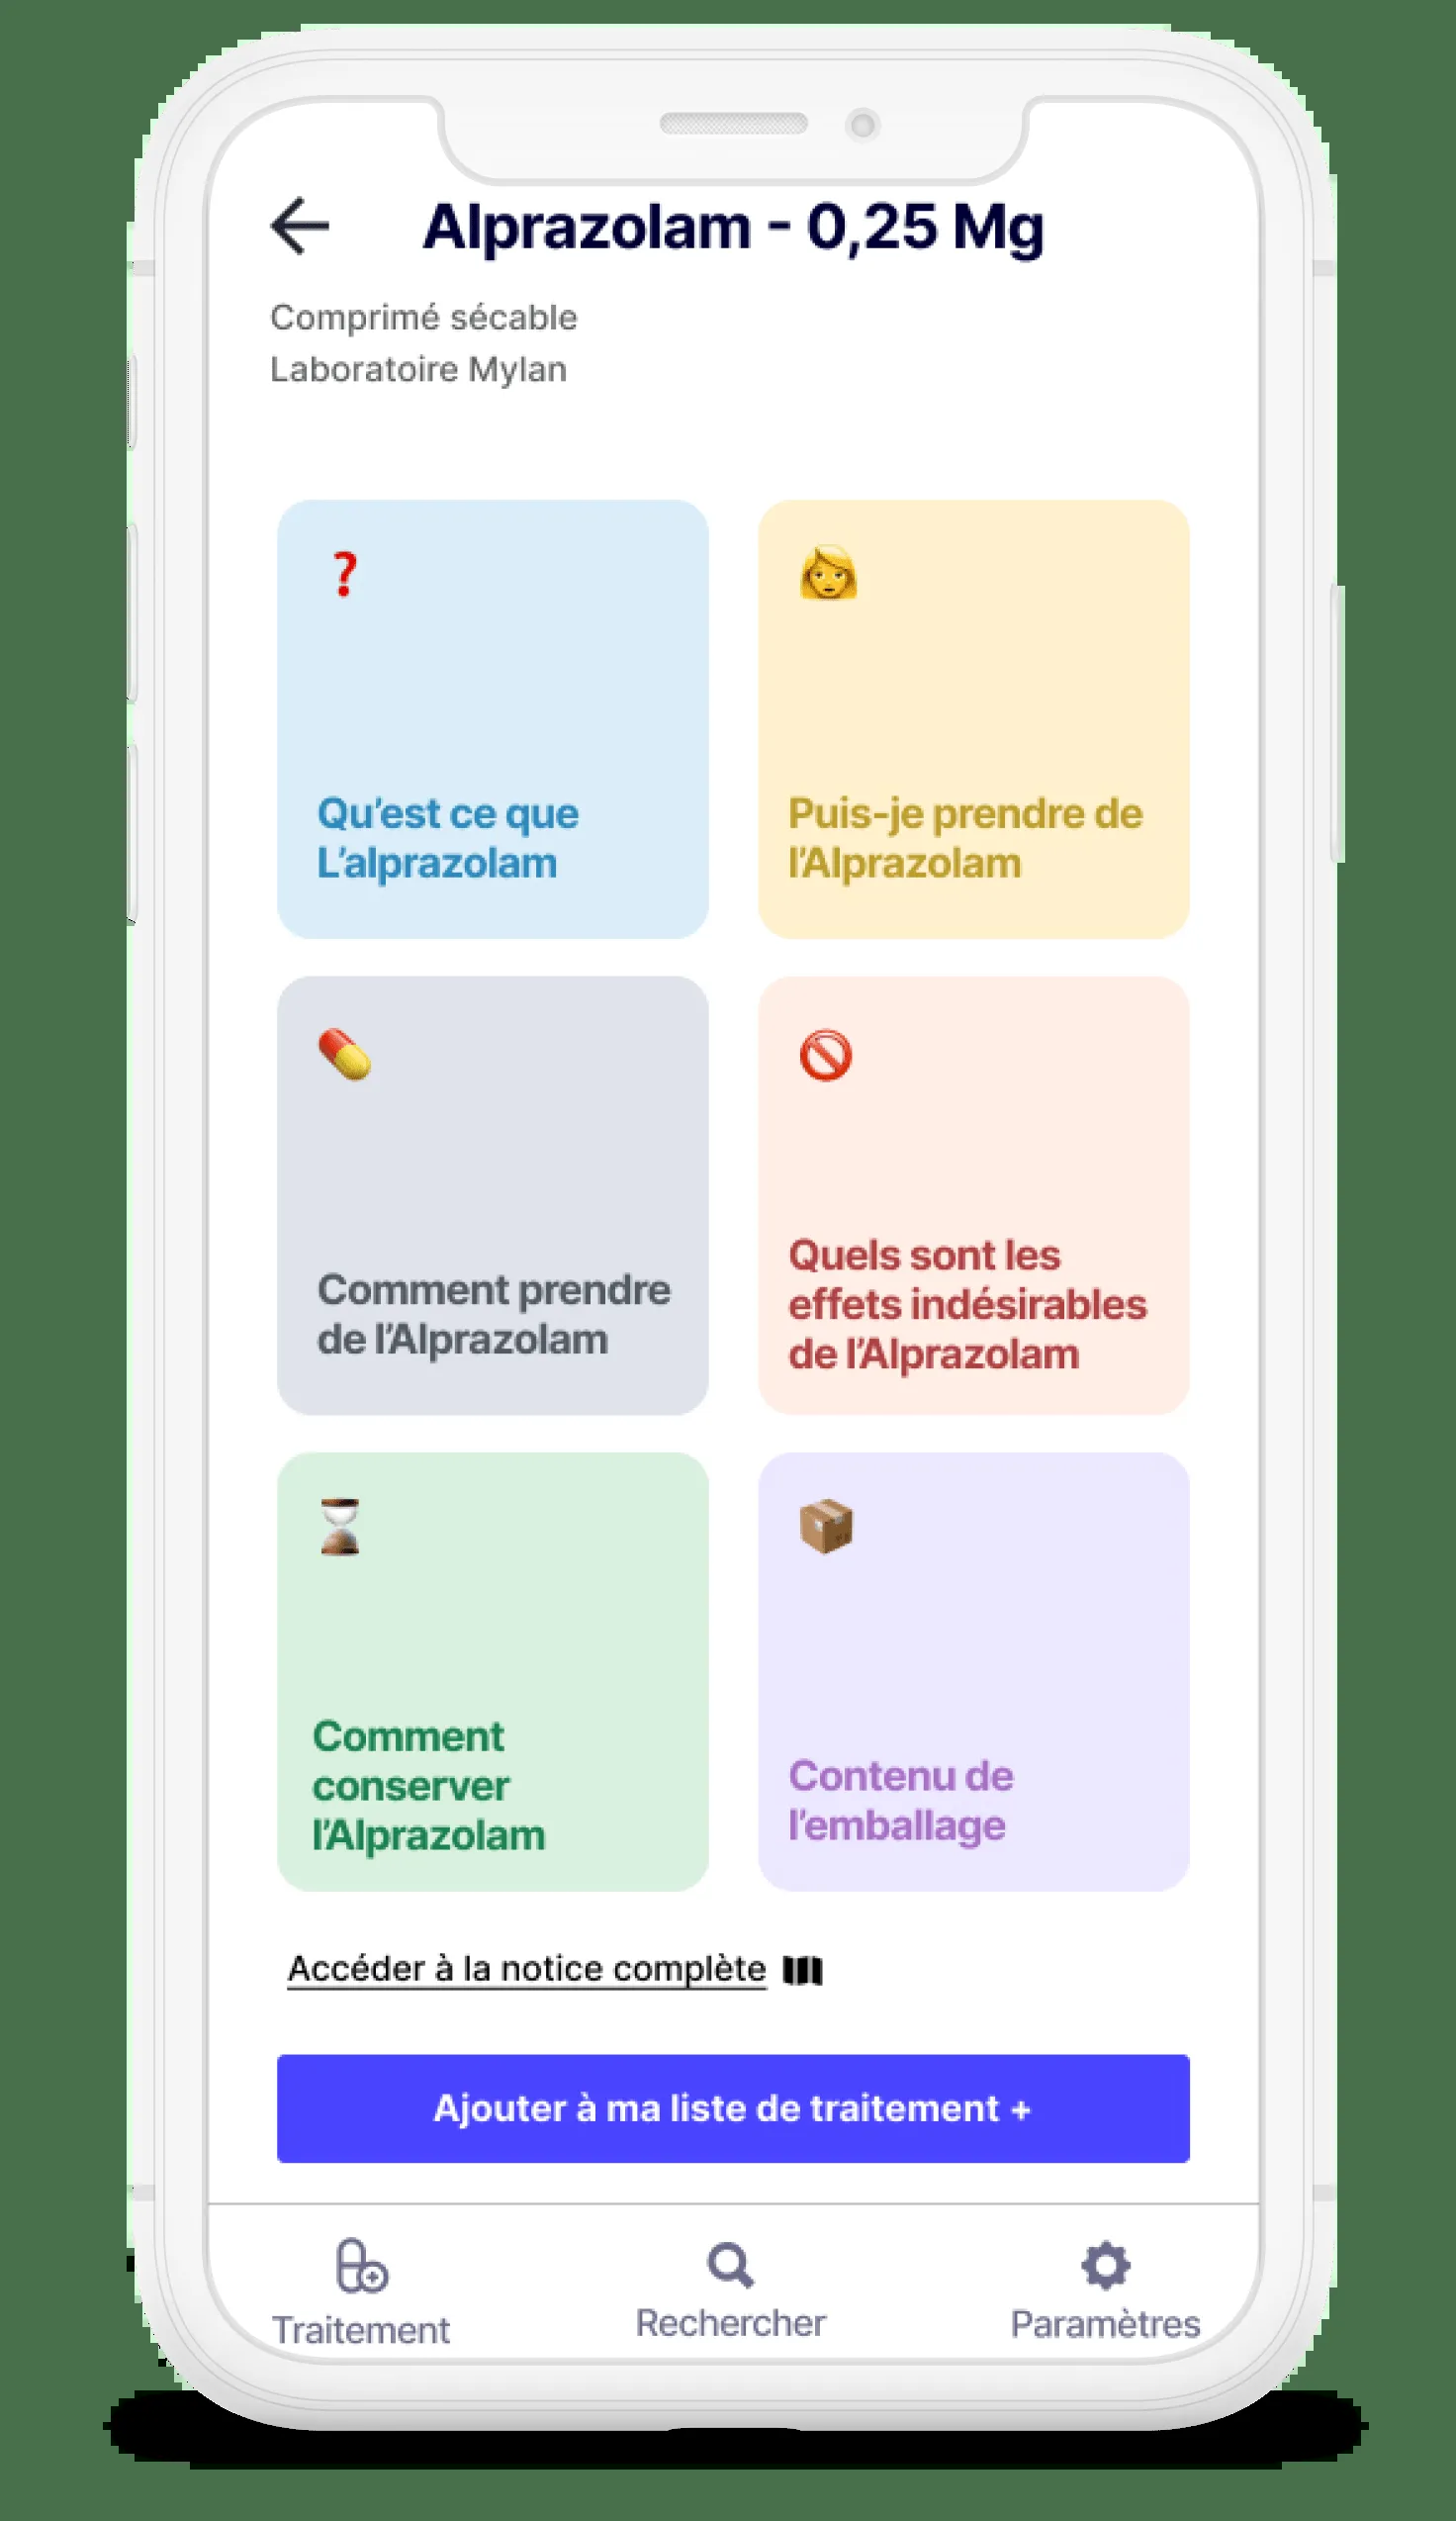 Alprazolam - 0,25 Mg
Comprimé sécable
Laboratoire Mylan
Qu’est ce que
L’alprazolam
Puis-je prendre de
l’Alprazolam
Comment prendre
de l’Alprazolam
Quels sont les
effets indésirables
de l’Alprazolam
Comment
conserver
l’Alprazolam
Contenu de
l’emballage
Accéder à la notice complète
Ajouter à ma liste de traitement +
Traitement
Rechercher
Paramètres